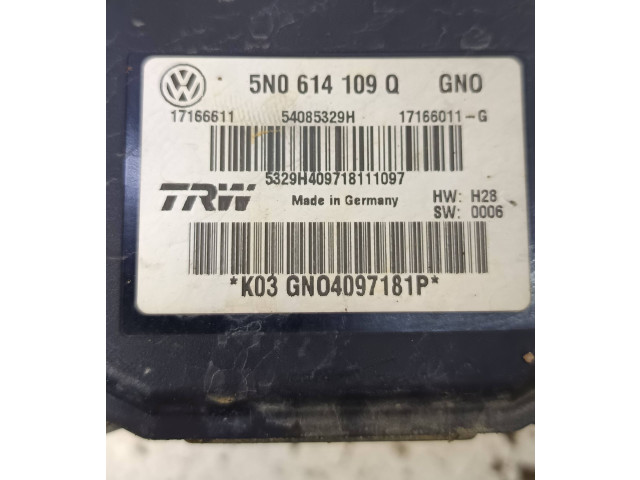 5N0 614 109 Q GNO
17166611 54085329H 17166011-G
5329H409718111097
TRW Made in Germany HW: H28
SW: 0006
*K03 GNO4097181P*